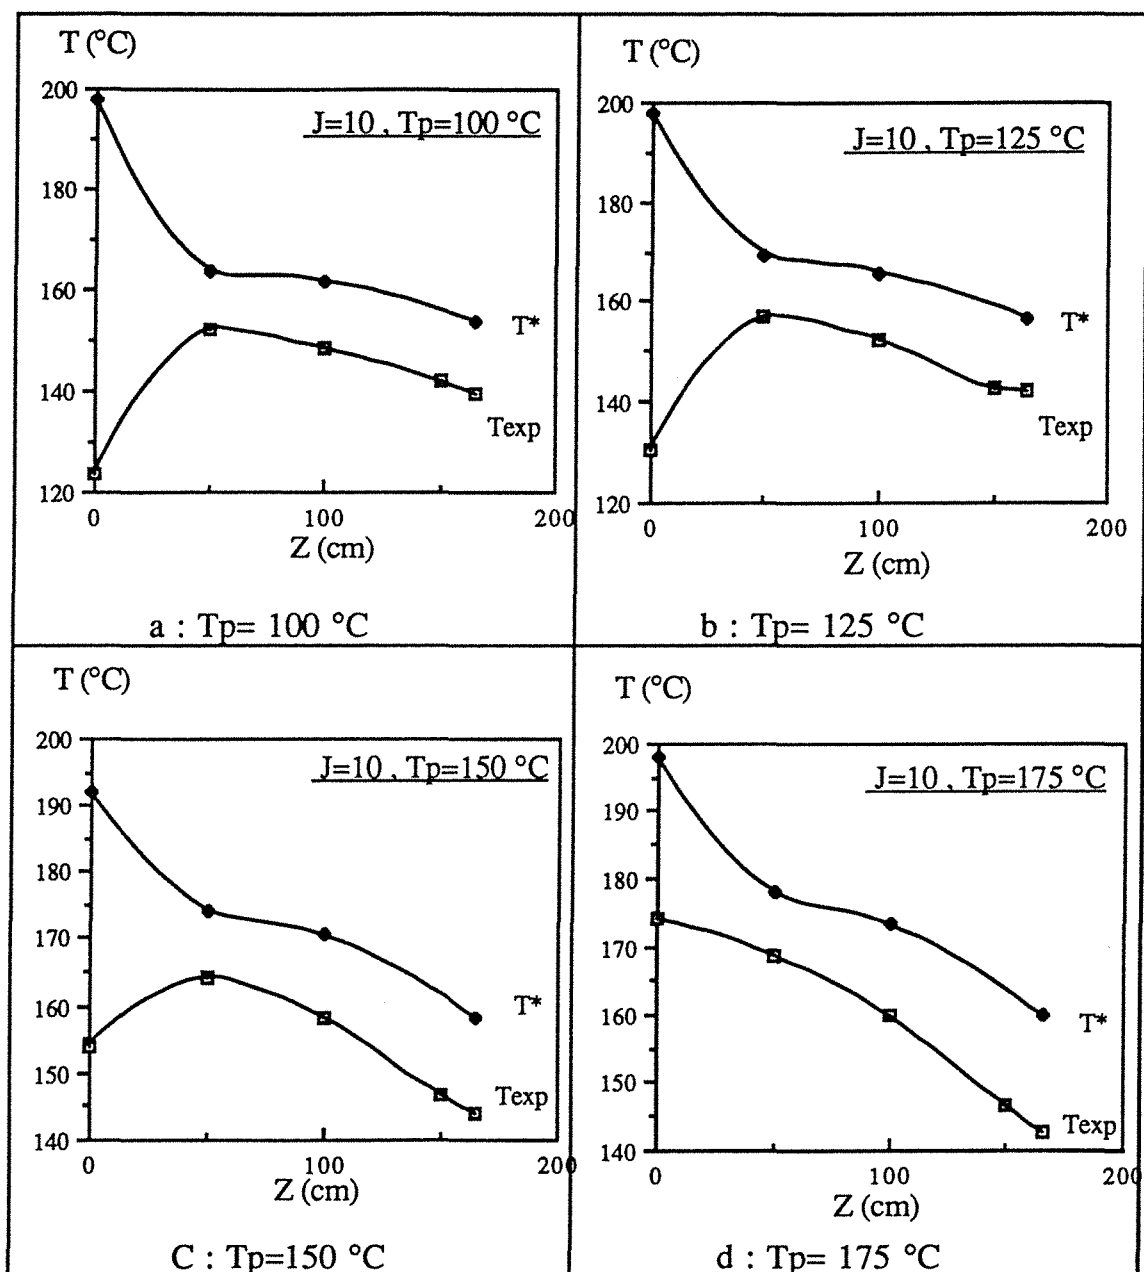 T (°C)
200
J=10 , Tp=100 °C
180
160
T*
140
Texp
120
0
100
200
Z (cm)
a : Tp= 100 °C
T (°C)
200
J=10 , Tp=125 °C
180
160
T*
140
Texp
120
0
100
200
Z (cm)
b : Tp= 125 °C
T (°C)
200
J=10 , Tp=150 °C
190
180
170
160
T*
150
Texp
140
0
100
200
Z (cm)
C : Tp=150 °C
T (°C)
200
J=10 , Tp=175 °C
190
180
170
160
T*
150
Texp
140
0
100
200
Z (cm)
d : Tp= 175 °C